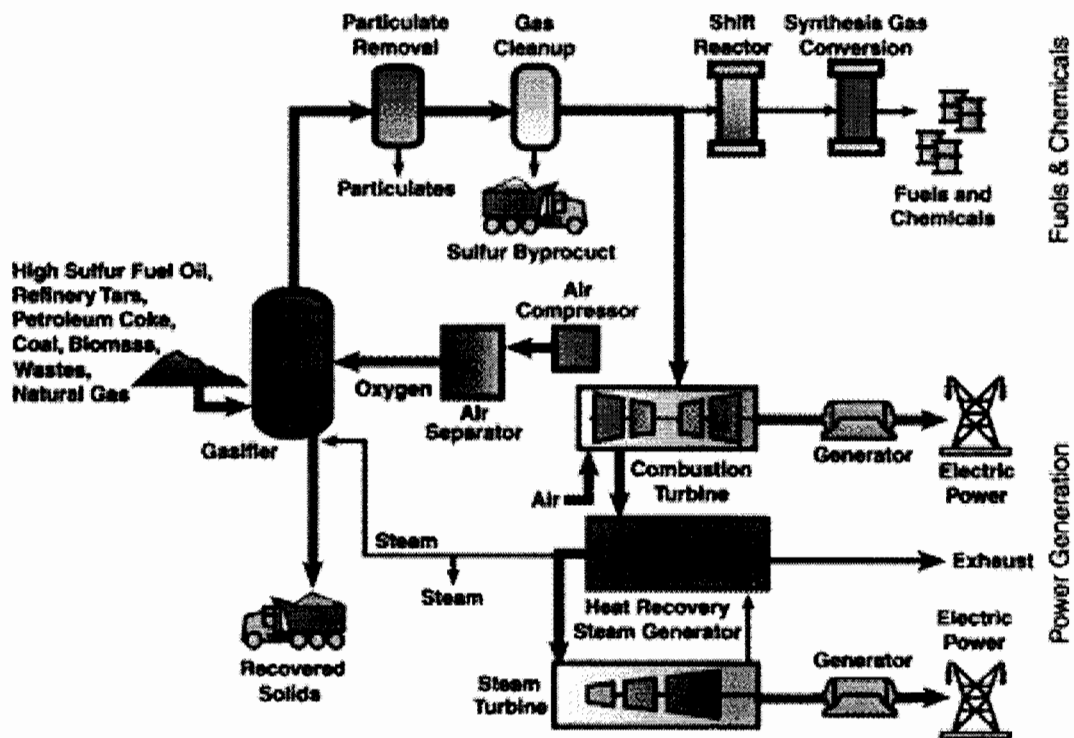 Particulate
Removal
Gas
Cleanup
Shift
Reactor
Synthesis Gas
Conversion
Particulates
Sulfur Byprocuct
Fuels and
Chemicals
Fuels & Chemicals
High Sulfur Fuel Oil,
Refinery Tars,
Petroleum Coke,
Coal, Biomass,
Wastes,
Natural Gas
Gasifier
Oxygen
Air
Separator
Air
Compressor
Air
Combustion
Turbine
Generator
Electric
Power
Steam
Steam
Heat Recovery
Steam Generator
Exhaust
Power Generation
Recovered
Solids
Steam
Turbine
Generator
Electric
Power